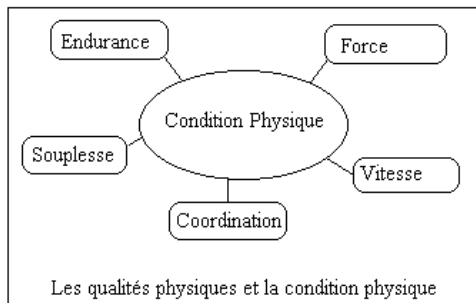 Endurance
Force
Condition Physique
Souplesse
Vitesse
Coordination
Les qualités physiques et la condition physique